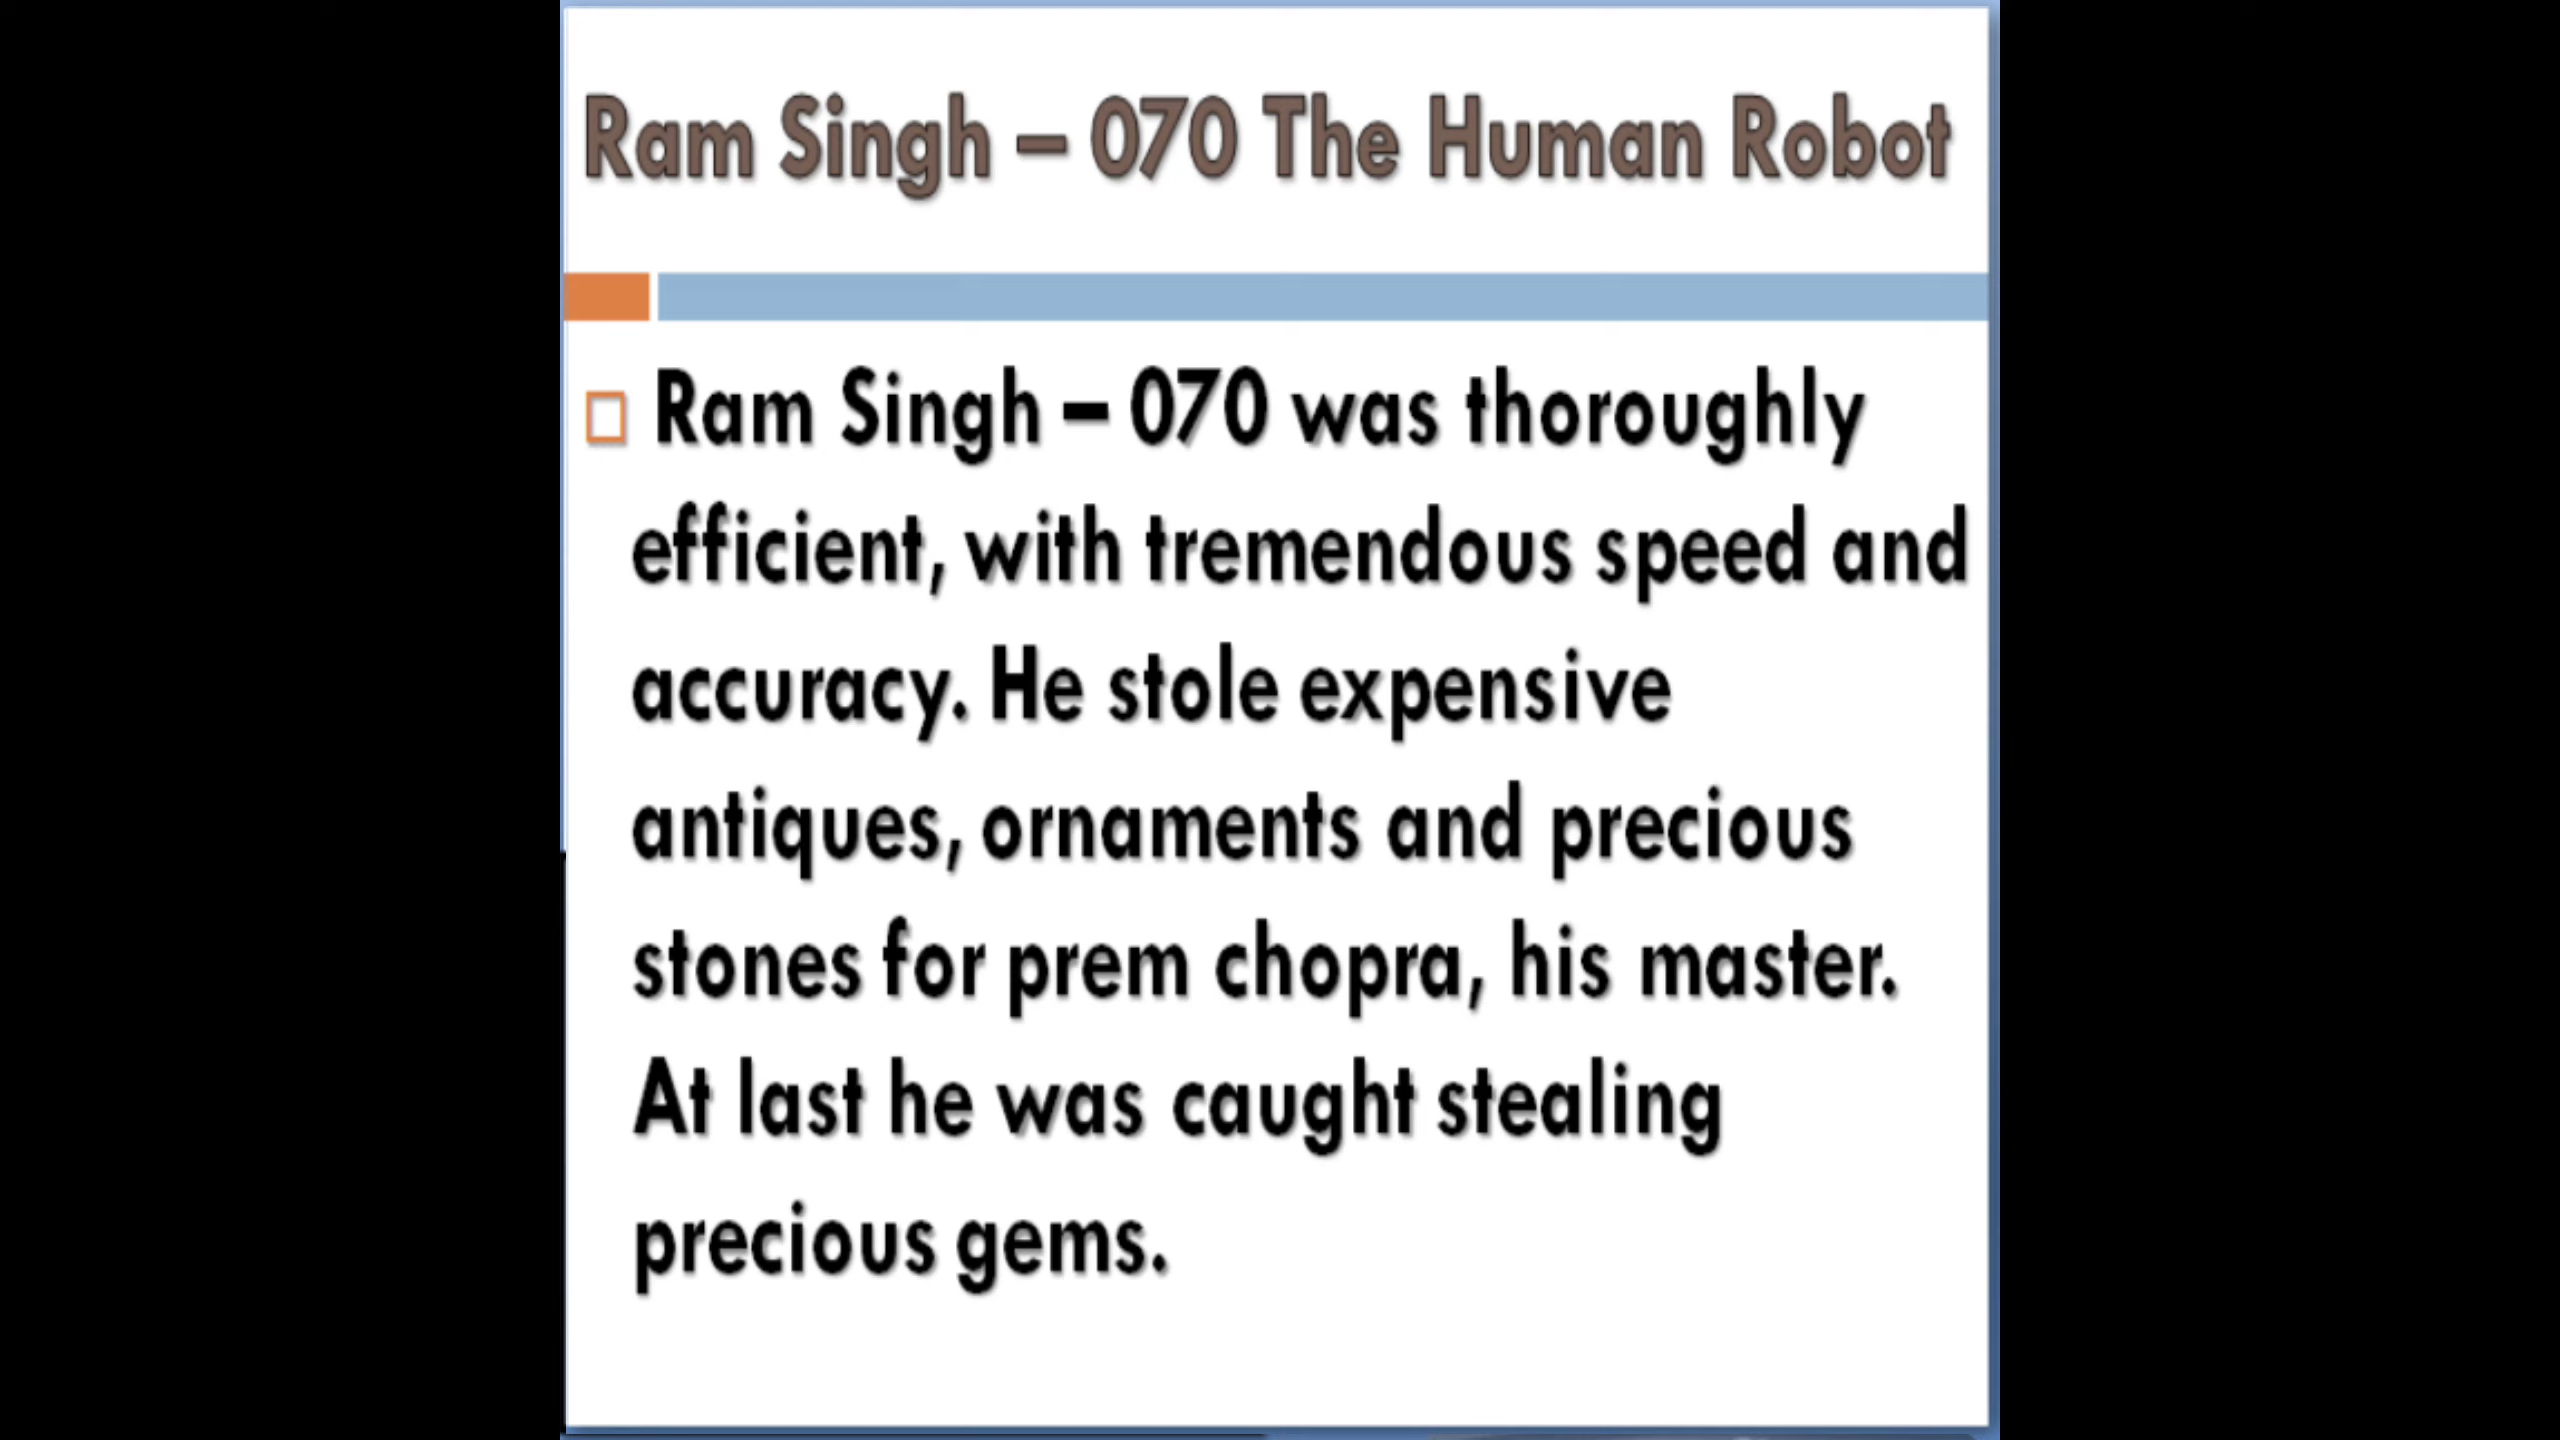 Ram Singh – 070 The Human Robot
Ram Singh – 070 was thoroughly
efficient, with tremendous speed and
accuracy. He stole expensive
antiques, ornaments and precious
stones for prem chopra, his master.
At last he was caught stealing
precious gems.